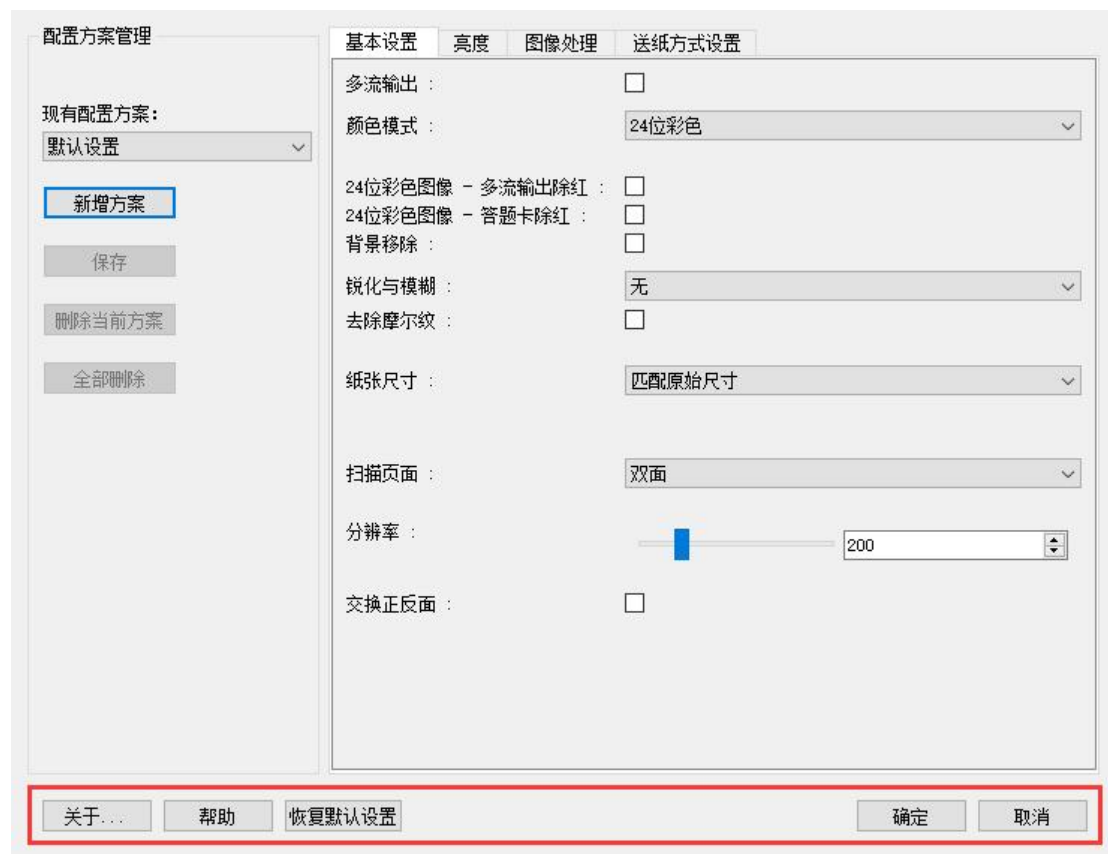 配置方案管理
现有配置方案：
默认设置
新增方案
保存
删除当前方案
全部删除
基本设置 亮度 图像处理 送纸方式设置
多流输出 :
颜色模式 : 24位彩色
24位彩色图像 - 多流输出除红 :
24位彩色图像 - 答题卡除红 :
背景移除 :
锐化与模糊 : 无
去除摩尔纹 :
纸张尺寸 : 匹配原始尺寸
扫描页面 : 双面
分辨率 : 200
交换正反面 :
关于... 帮助 恢复默认设置 确定 取消